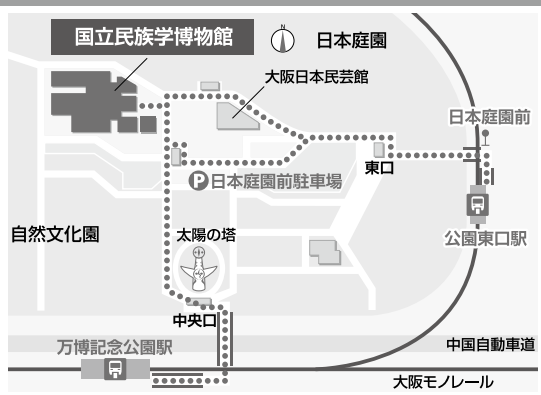 国立民族学博物館
N
日本庭園
大阪日本民芸館
日本庭園前
東口
P日本庭園前駐車場
自然文化園
太陽の塔
公園東口駅
中央口
万博記念公園駅
中国自動車道
大阪モノレール